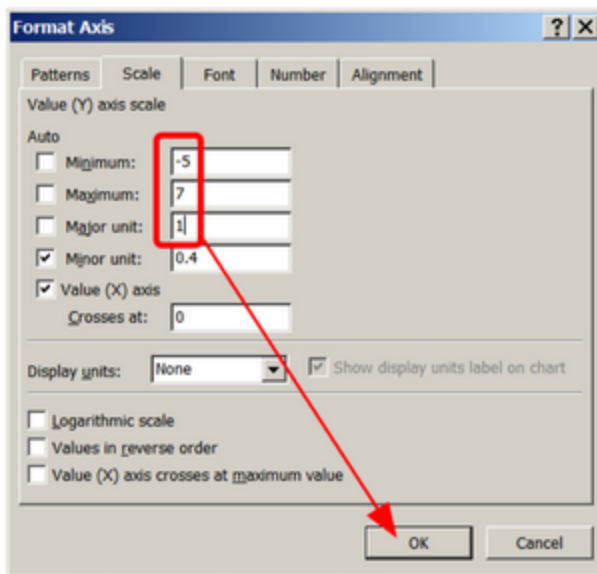 Format Axis
Patterns Scale Font Number Alignment
Value (Y) axis scale
Auto
Minimum: -5
Maximum: 7
Major unit: 1
Minor unit: 0.4
Value (X) axis
Crosses at: 0
Display units: None Show display units label on chart
Logarithmic scale
Values in reverse order
Value (X) axis crosses at maximum value
OK Cancel